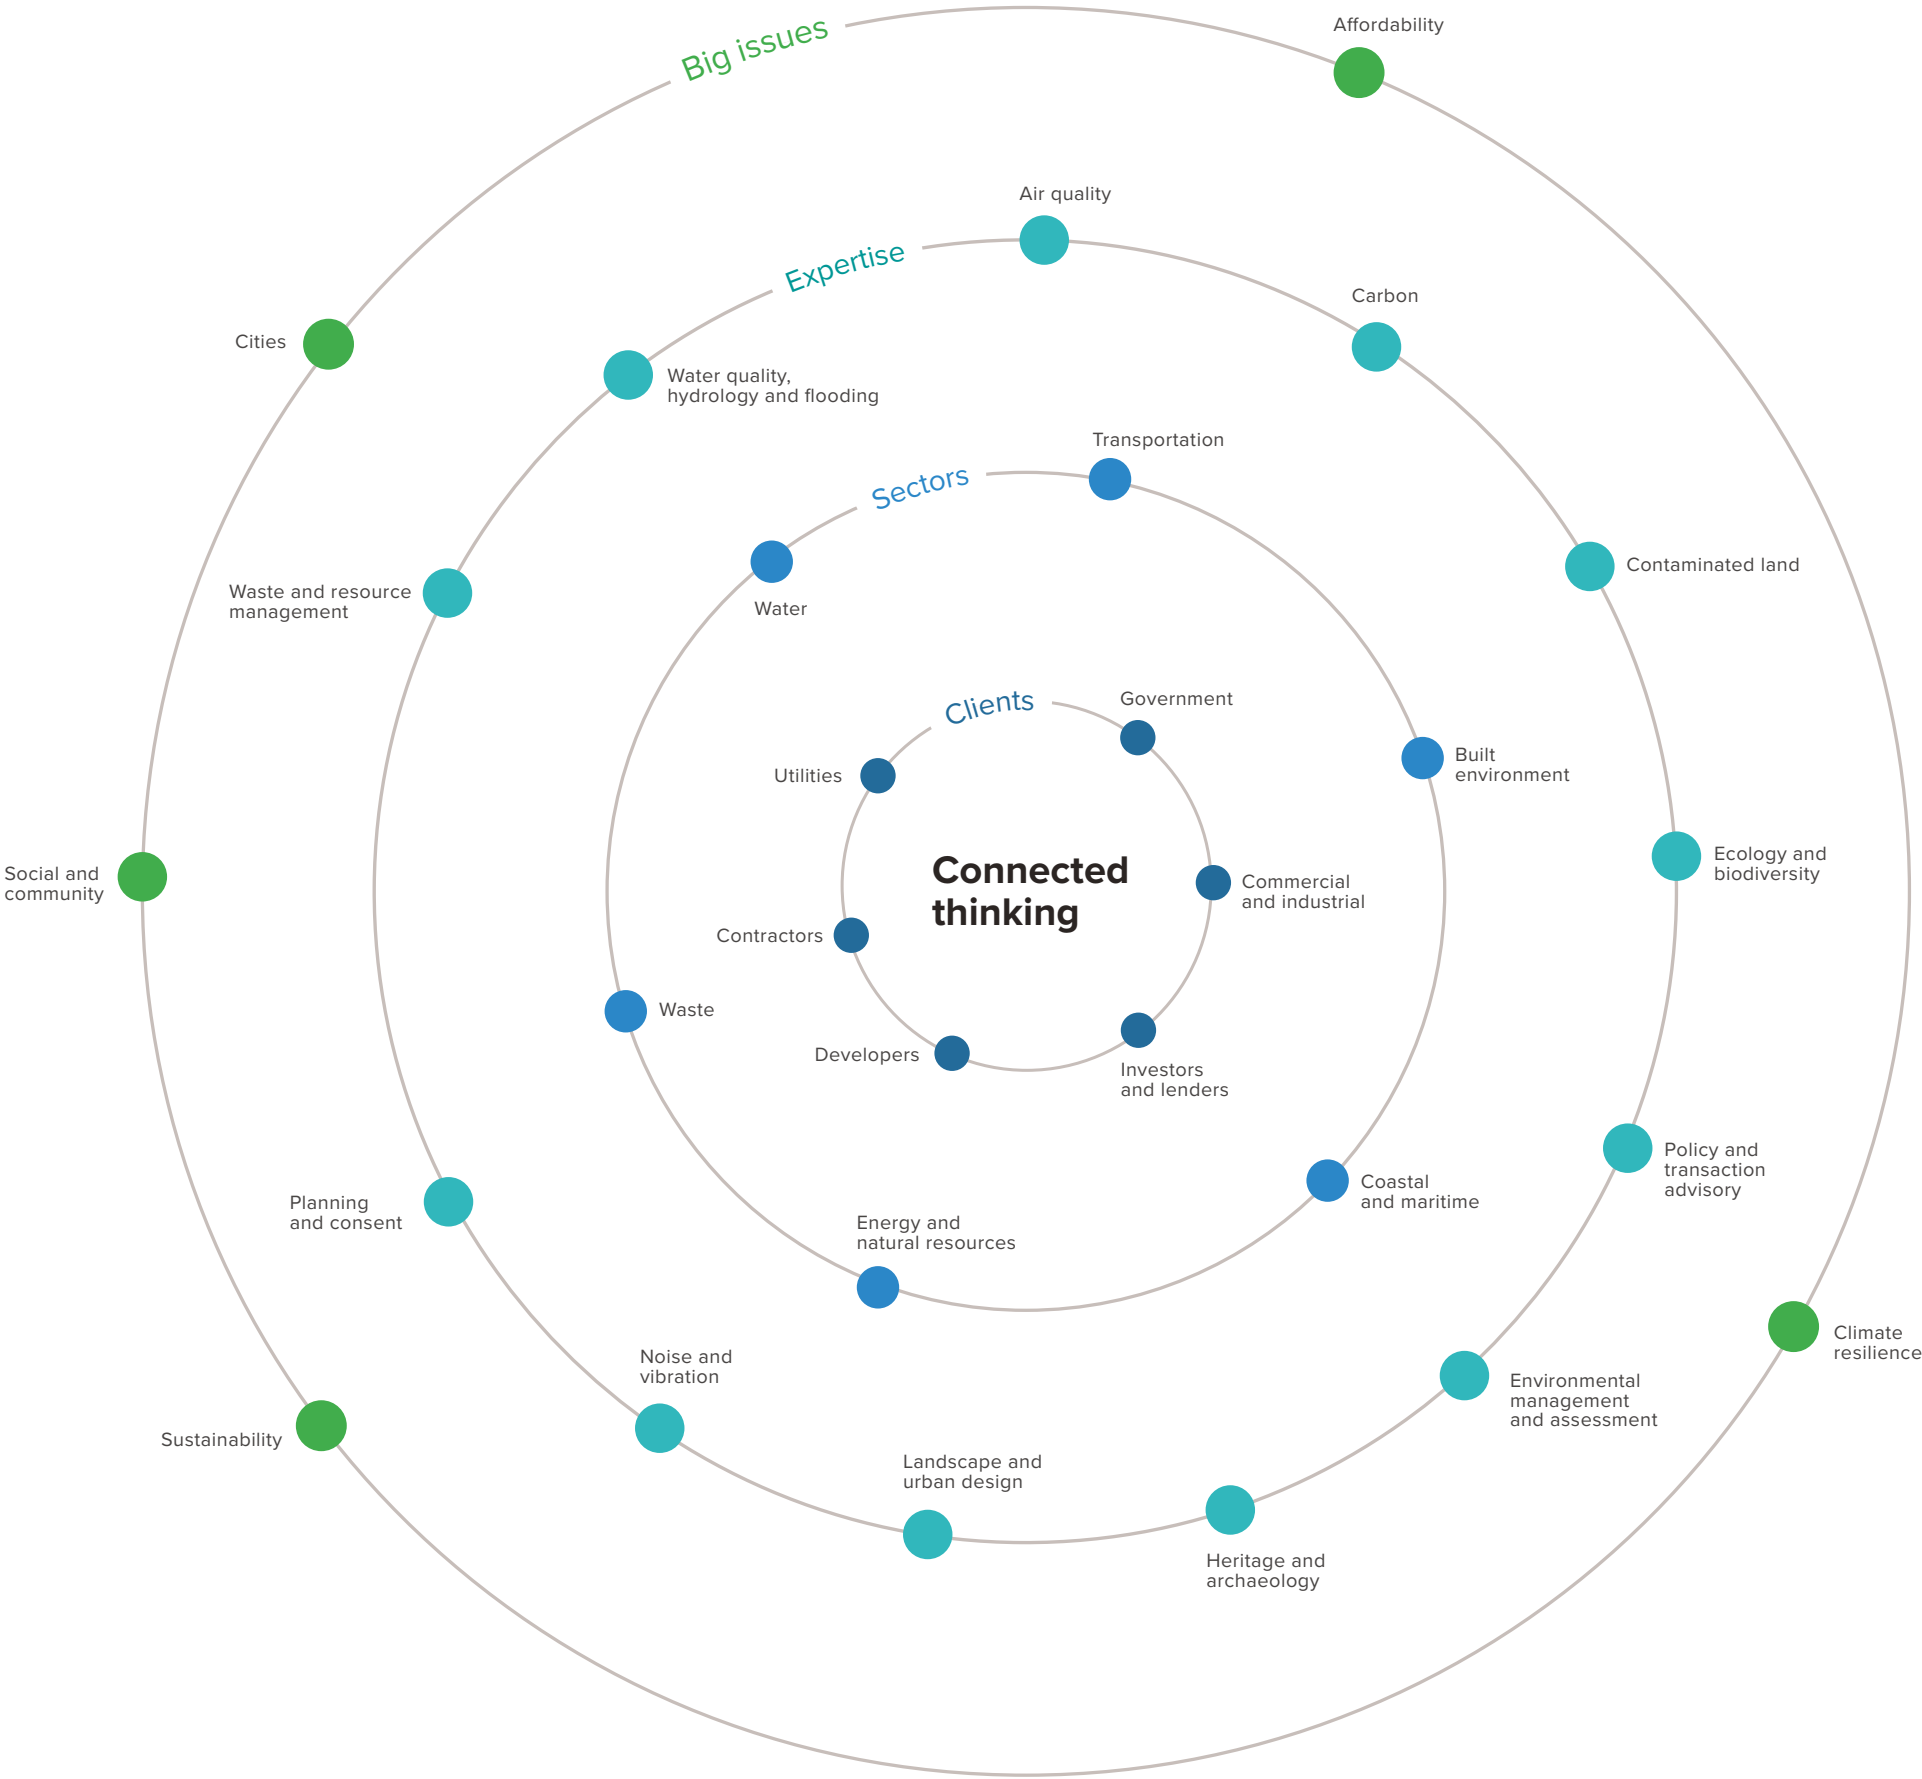 Big issues
Affordability
Air quality
Expertise
Carbon
Cities
Water quality,
hydrology and flooding
Transportation
Sectors
Contaminated land
Waste and resource
management
Water
Clients
Government
Utilities
Built
environment
Connected
thinking
Social and
community
Commercial
and industrial
Ecology and
biodiversity
Contractors
Waste
Developers
Investors
and lenders
Policy and
transaction
advisory
Coastal
and maritime
Planning
and consent
Energy and
natural resources
Climate
resilience
Noise and
vibration
Environmental
management
and assessment
Sustainability
Landscape and
urban design
Heritage and
archaeology